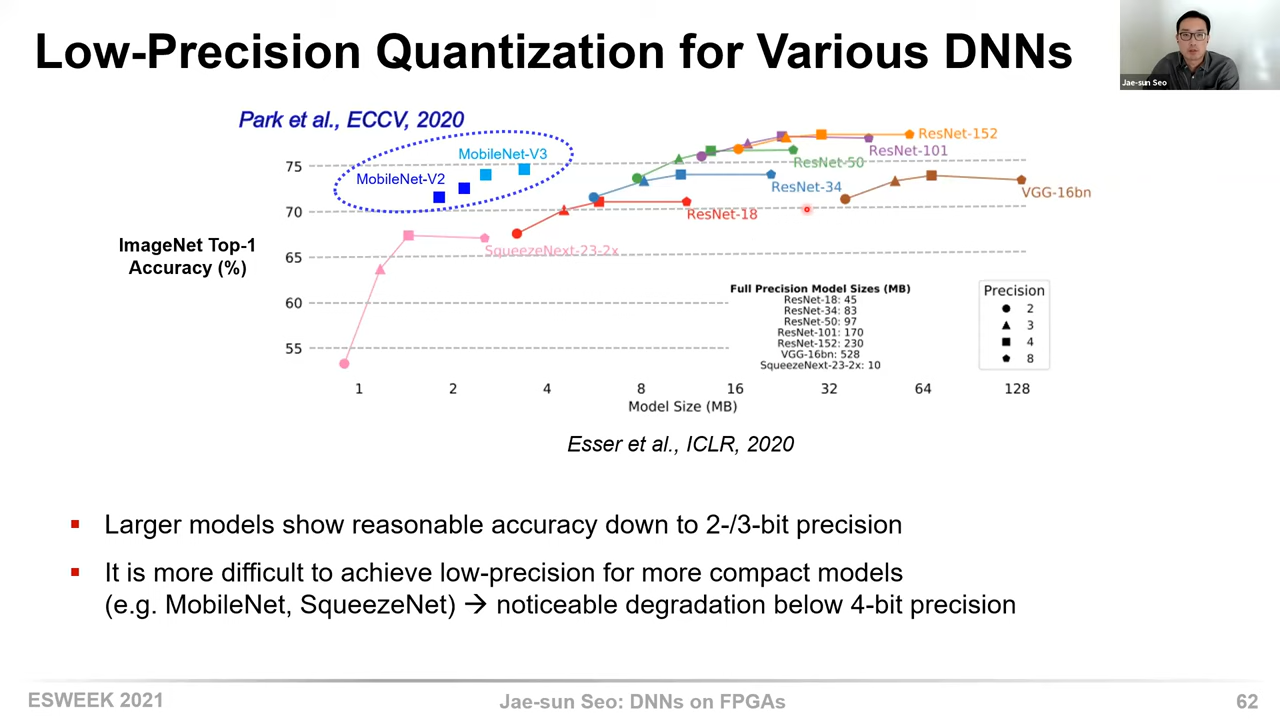 Low-Precision Quantization for Various DNNs
Jae-sun Seo
Park et al., ECCV, 2020
MobileNet-V3
MobileNet-V2
ResNet-152
ResNet-101
ResNet-50
ResNet-34
VGG-16bn
ResNet-18
SqueezeNext-23-2x
ImageNet Top-1
Accuracy (%)
75
70
65
60
55
Full Precision Model Sizes (MB)
ResNet-18: 45
ResNet-34: 83
ResNet-50: 97
ResNet-101: 170
ResNet-152: 230
VGG-16bn: 528
SqueezeNext-23-2x: 10
Precision
2
3
4
8
1 2 4 8 16 32 64 128
Model Size (MB)
Esser et al., ICLR, 2020
▪ Larger models show reasonable accuracy down to 2-/3-bit precision
▪ It is more difficult to achieve low-precision for more compact models
(e.g. MobileNet, SqueezeNet) → noticeable degradation below 4-bit precision
ESWEEK 2021
Jae-sun Seo: DNNs on FPGAs
62